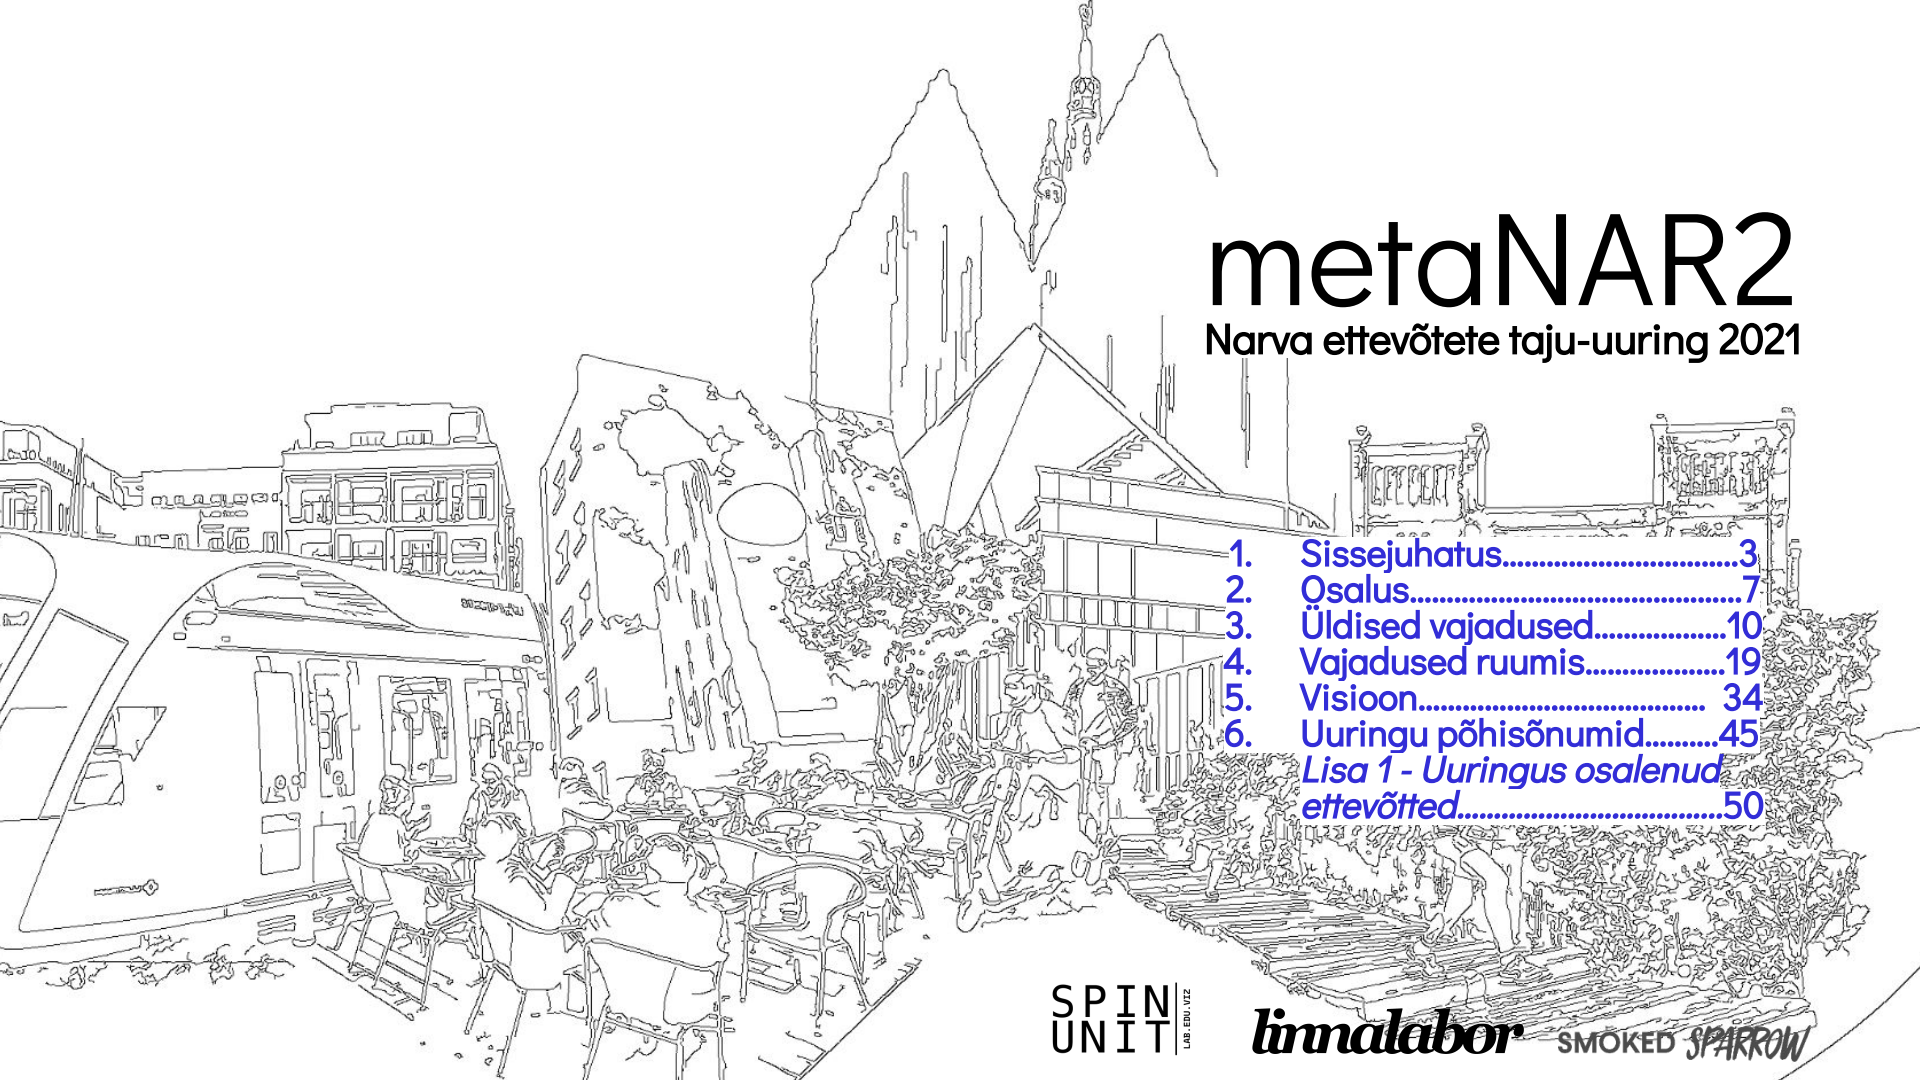 metaNAR2
Narva ettevõtete taju-uuring 2021
1. Sissejuhatus................................3
2. Osalus.............................................7
3. Üldised vajadused..................10
4. Vajadused ruumis...................19
5. Visioon....................................... 34
6. Uuringu põhisõnumid..........45
Lisa 1 - Uuringus osalenud
ettevõtted....................................50
SPIN
UNIT
LAB.EDU.VIZ
linnalabor
SMOKED SPARROW